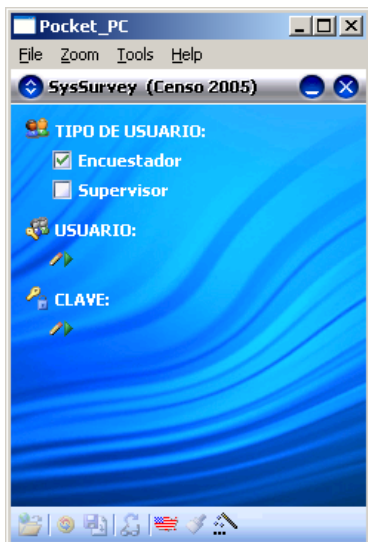 Pocket_PC
File Zoom Tools Help
SysSurvey (Censo 2005)
TIPO DE USUARIO:
Encuestador
Supervisor
USUARIO:
CLAVE: